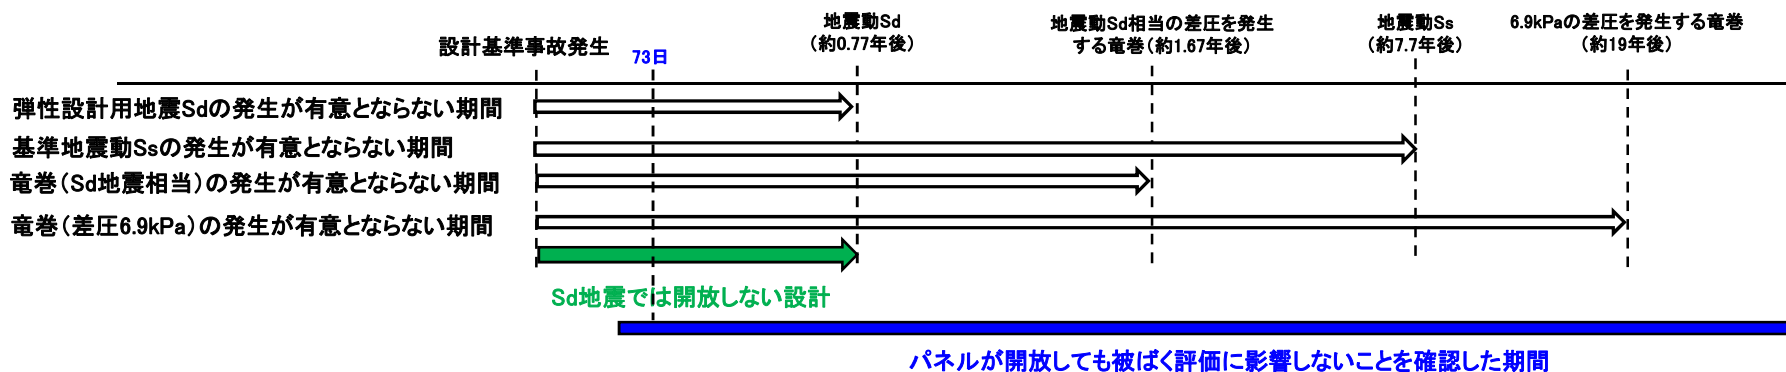 地震動Sd
(約0.77年後)
地震動Sd相当の差圧を発生
する竜巻(約1.67年後)
地震動Ss
(約7.7年後)
6.9kPaの差圧を発生する竜巻
(約19年後)
設計基準事故発生
73日
弾性設計用地震Sdの発生が有意とならない期間
基準地震動Ssの発生が有意とならない期間
竜巻(Sd地震相当)の発生が有意とならない期間
竜巻(差圧6.9kPa)の発生が有意とならない期間
Sd地震では開放しない設計
パネルが開放しても被ばく評価に影響しないことを確認した期間